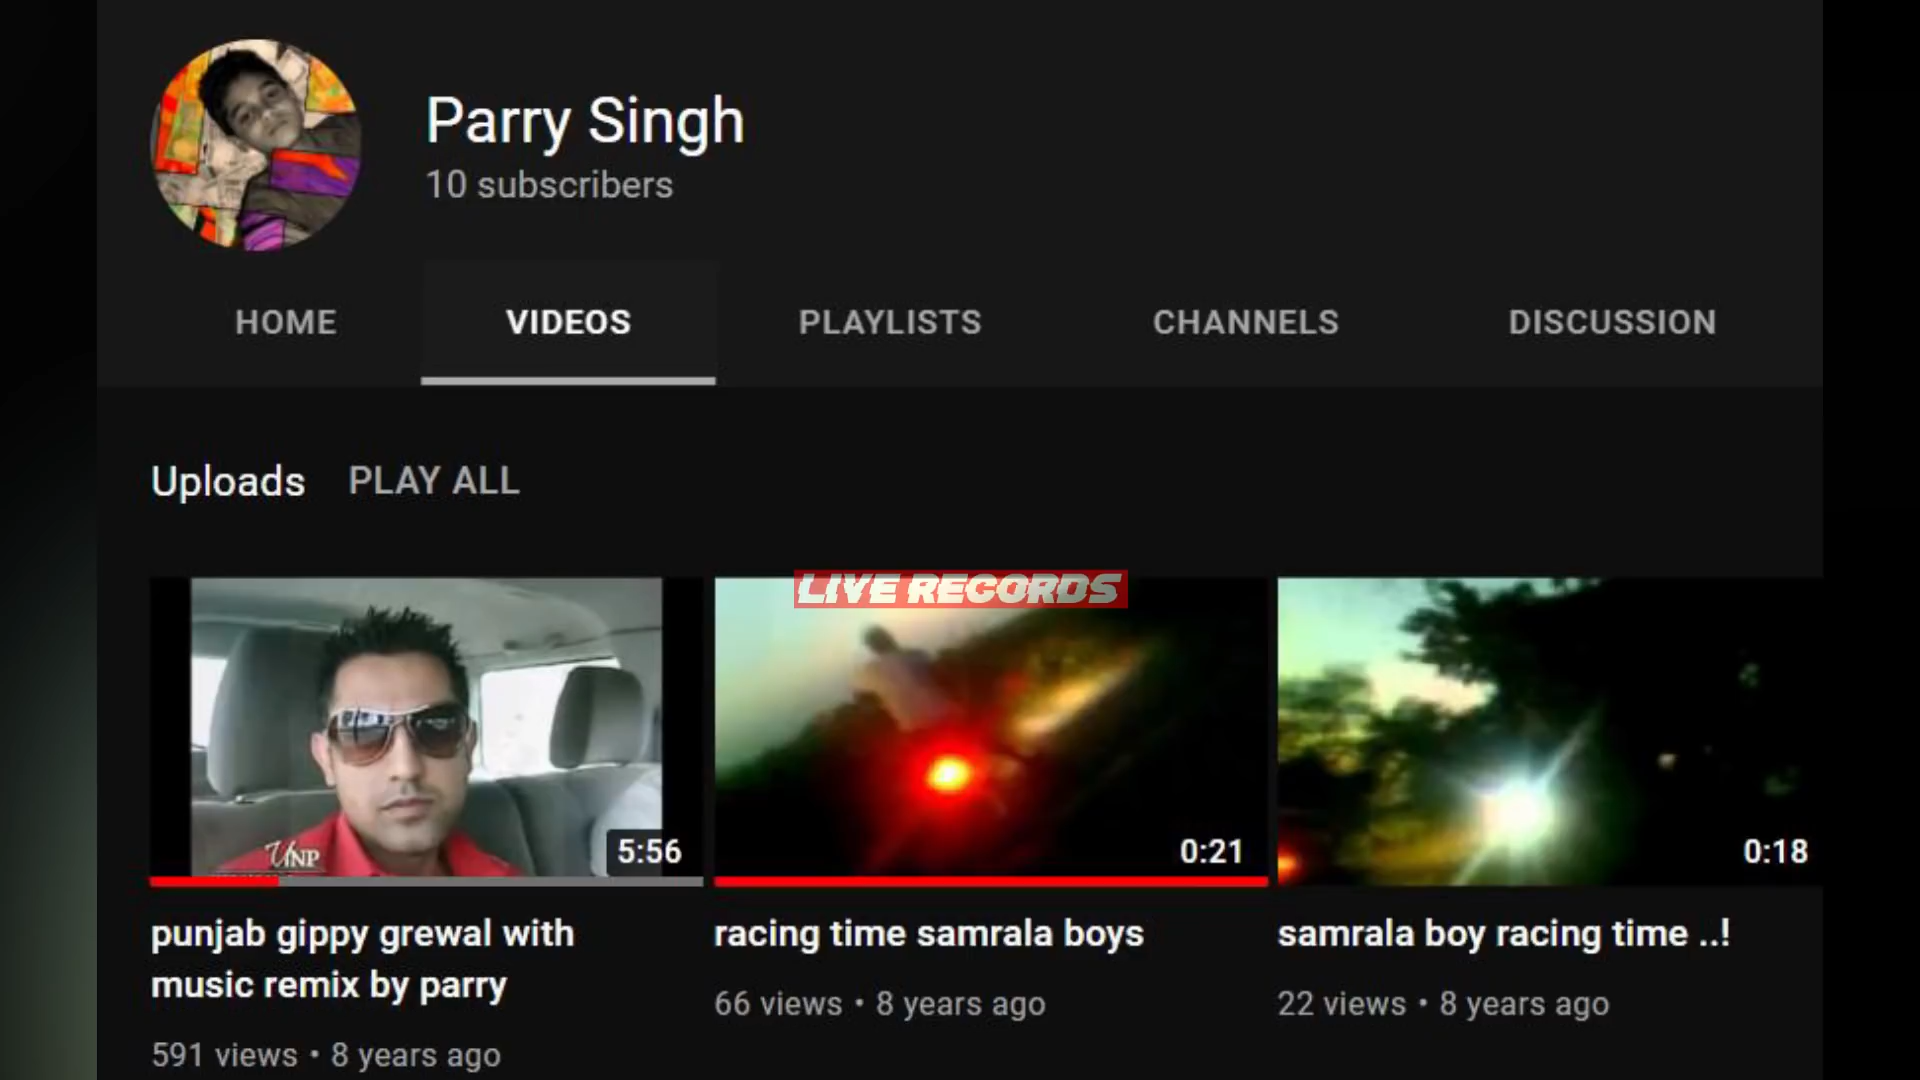 Parry Singh
10 subscribers
HOME VIDEOS PLAYLISTS CHANNELS DISCUSSION
Uploads PLAY ALL
LIVE RECORDS
UNP
5:56 0:21 0:18
punjab gippy grewal with
music remix by parry
591 views • 8 years ago
racing time samrala boys
66 views • 8 years ago
samrala boy racing time ..!
22 views • 8 years ago